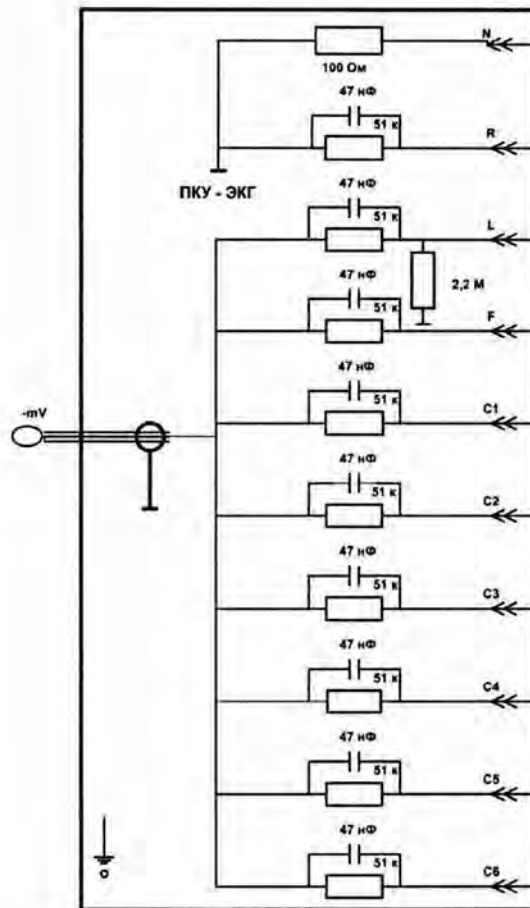 N
100 Ом
47 нФ
51 к
R
ПКУ - ЭКГ
47 нФ
51 к
L
2,2 М
47 нФ
51 к
F
47 нФ
51 к
C1
-mV
47 нФ
51 к
C2
47 нФ
51 к
C3
47 нФ
51 к
C4
47 нФ
51 к
C5
47 нФ
51 к
C6